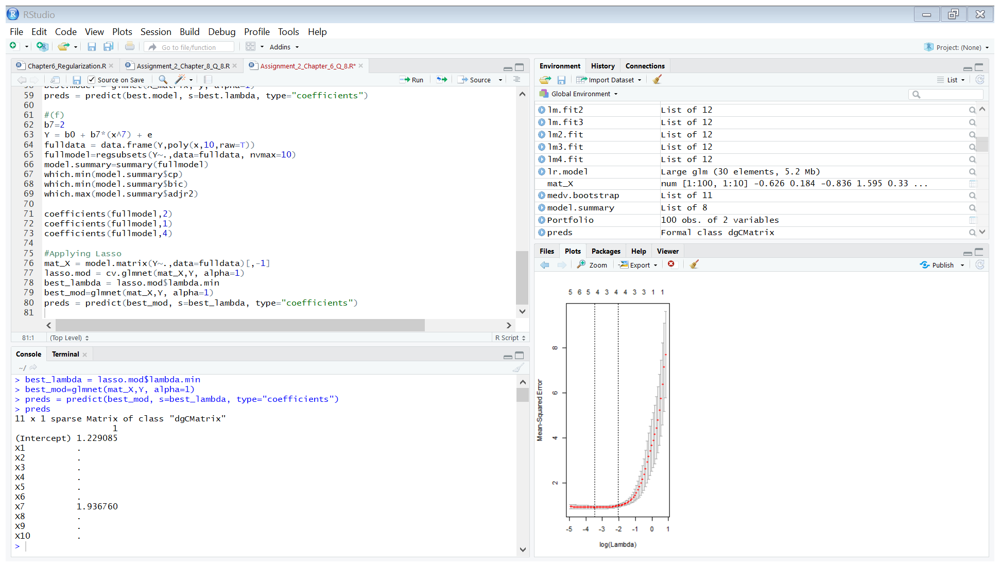 RStudio
File Edit Code View Plots Session Build Debug Profile Tools Help
Go to file/function Addins Project: (None)
Chapter6_Regularization.R Assignment_2_Chapter_8_Q_8.R Assignment_2_Chapter_6_Q_8.R*
Source on Save Run Source
58 best.model = glmnet(x_matrix, y, alpha=1)
59 preds = predict(best.model, s=best.lambda, type="coefficients")
60
61 #(f)
62 b7=2
63 Y = b0 + b7*(x^7) + e
64 fulldata = data.frame(Y,poly(x,10,raw=T))
65 fullmodel=regsubsets(Y~.,data=fulldata, nvmax=10)
66 model.summary=summary(fullmodel)
67 which.min(model.summary$cp)
68 which.min(model.summary$bic)
69 which.max(model.summary$adjr2)
70
71 coefficients(fullmodel,2)
72 coefficients(fullmodel,1)
73 coefficients(fullmodel,4)
74
75 #Applying Lasso
76 mat_X = model.matrix(Y~.,data=fulldata)[,-1]
77 lasso.mod = cv.glmnet(mat_X,Y, alpha=1)
78 best_lambda = lasso.mod$lambda.min
79 best_mod=glmnet(mat_X,Y, alpha=1)
80 preds = predict(best_mod, s=best_lambda, type="coefficients")
81
81:1 (Top Level) R Script
Console Terminal
~/
> best_lambda = lasso.mod$lambda.min
> best_mod=glmnet(mat_X,Y, alpha=1)
> preds = predict(best_mod, s=best_lambda, type="coefficients")
> preds
11 x 1 sparse Matrix of class "dgCMatrix"
1
(Intercept) 1.229085
X1 .
X2 .
X3 .
X4 .
X5 .
X6 .
X7 1.936760
X8 .
X9 .
X10 .
>
Environment History Connections
Import Dataset List
Global Environment
lm.fit2 List of 12
lm.fit3 List of 12
lm2.fit List of 12
lm3.fit List of 12
lm4.fit List of 12
lr.model Large glm (30 elements, 5.2 Mb)
mat_X num [1:100, 1:10] -0.626 0.184 -0.836 1.595 0.33 ...
medv.bootstrap List of 11
model.summary List of 8
Portfolio 100 obs. of 2 variables
preds Formal class dgCMatrix
Files Plots Packages Help Viewer
Zoom Export Publish
5 6 5 4 3 4 4 3 3 1 1
8
6
4
2
Mean-Squared Error
-5 -4 -3 -2 -1 0 1
log(Lambda)